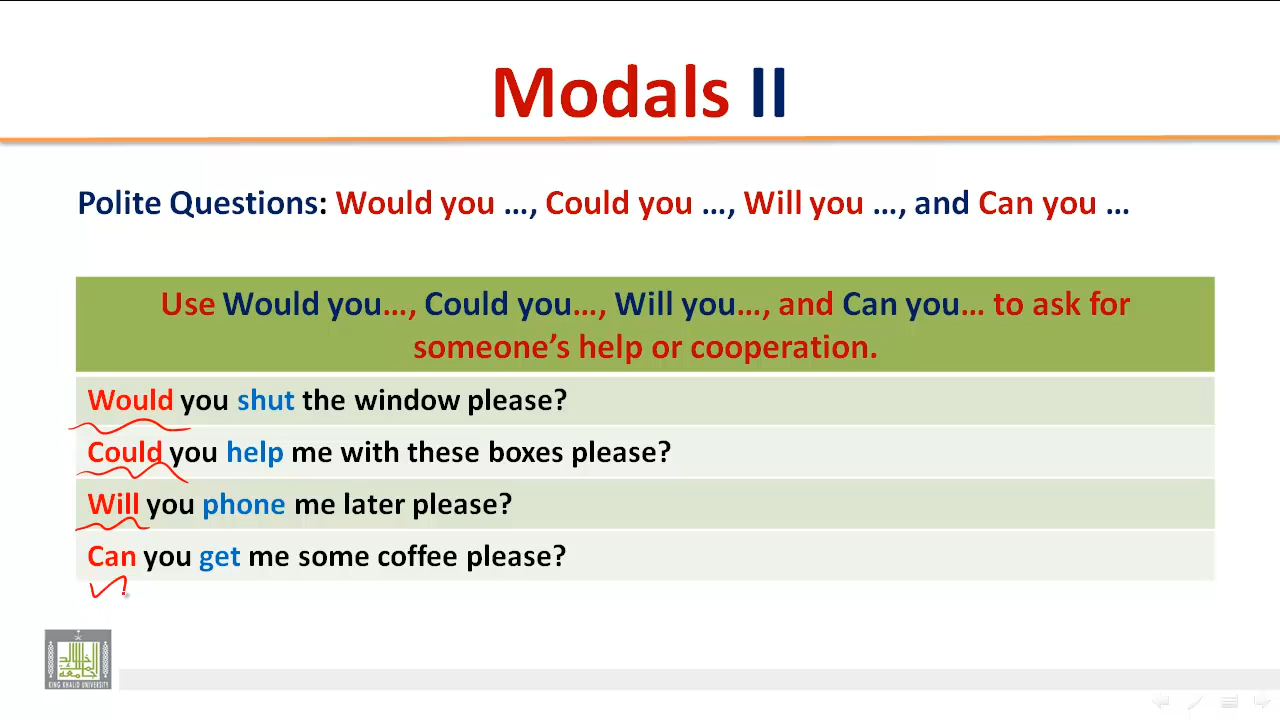 Modals II
Polite Questions: Would you …, Could you …, Will you …, and Can you …
Use Would you…, Could you…, Will you…, and Can you… to ask for
someone’s help or cooperation.
Would you shut the window please?
Could you help me with these boxes please?
Will you phone me later please?
Can you get me some coffee please?
KING KHALID UNIVERSITY